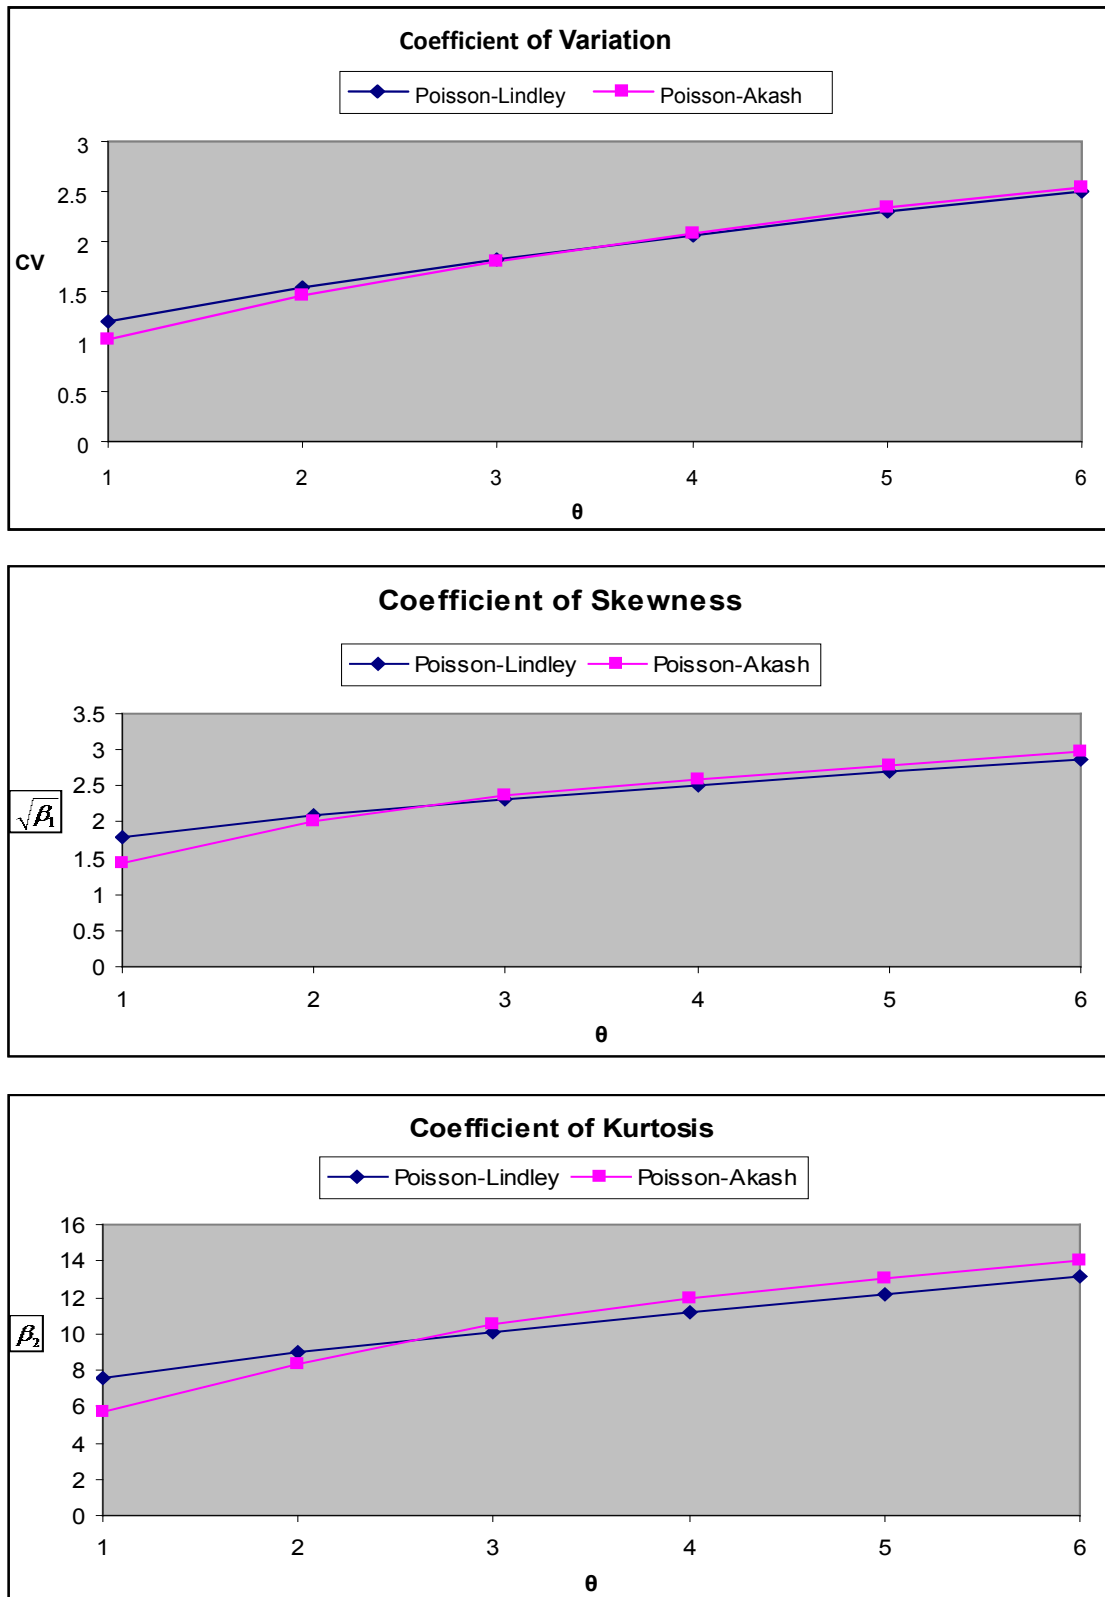 Coefficient of Variation
Poisson-Lindley Poisson-Akash
3
2.5
2
CV
1.5
1
0.5
0
1 2 3 4 5 6
θ
Coefficient of Skewness
Poisson-Lindley Poisson-Akash
3.5
3
2.5
2
√β₁
1.5
1
0.5
0
1 2 3 4 5 6
θ
Coefficient of Kurtosis
Poisson-Lindley Poisson-Akash
16
14
12
10
β₂
8
6
4
2
0
1 2 3 4 5 6
θ